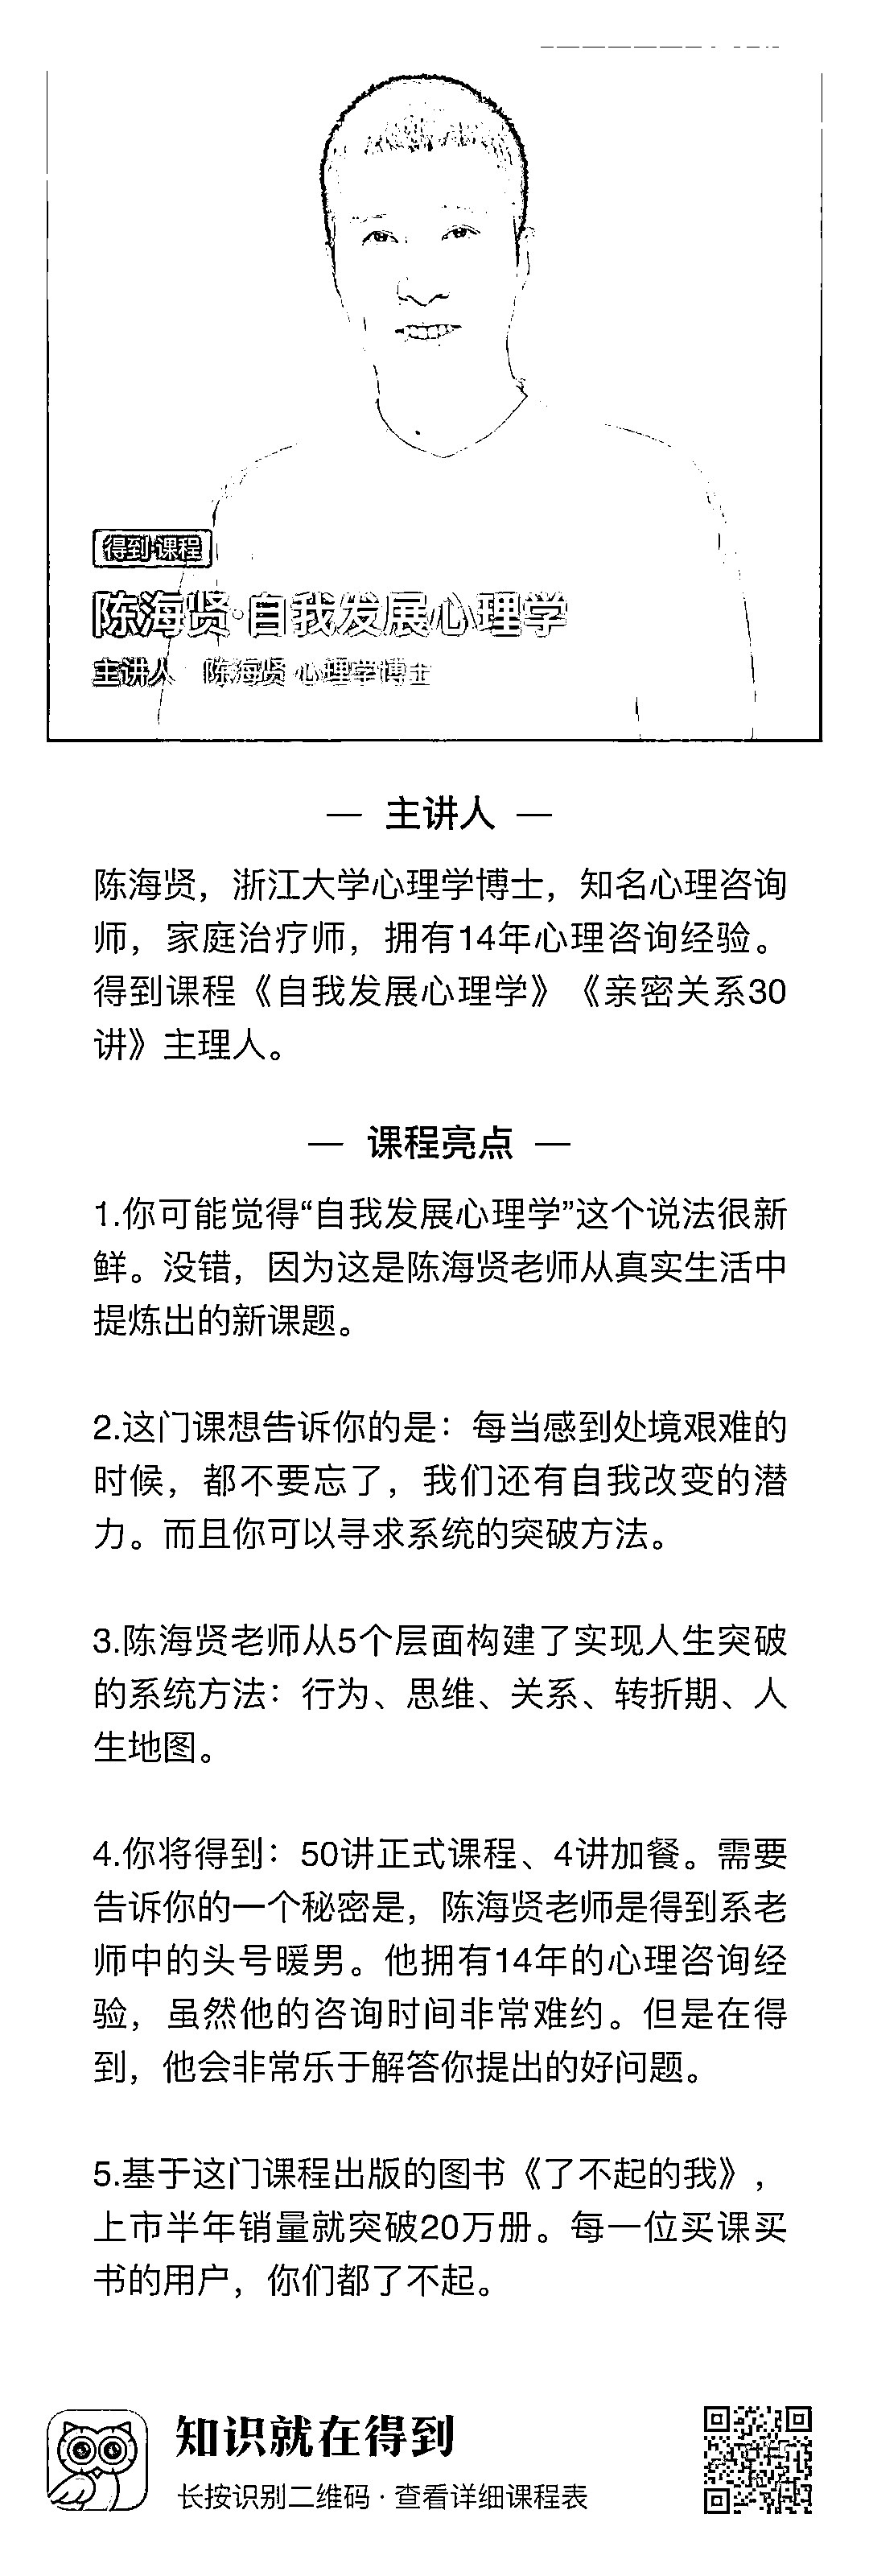 得到·课程
陈海贤·自我发展心理学
主讲人 陈海贤·心理学博士
— 主讲人 —
陈海贤，浙江大学心理学博士，知名心理咨询
师，家庭治疗师，拥有14年心理咨询经验。
得到课程《自我发展心理学》《亲密关系30
讲》主理人。
— 课程亮点 —
1.你可能觉得“自我发展心理学”这个说法很新
鲜。没错，因为这是陈海贤老师从真实生活中
提炼出的新课题。
2.这门课想告诉你的是：每当感到处境艰难的
时候，都不要忘了，我们还有自我改变的潜
力。而且你可以寻求系统的突破方法。
3.陈海贤老师从5个层面构建了实现人生突破
的系统方法：行为、思维、关系、转折期、人
生地图。
4.你将得到：50讲正式课程、4讲加餐。需要
告诉你的一个秘密是，陈海贤老师是得到系老
师中的头号暖男。他拥有14年的心理咨询经
验，虽然他的咨询时间非常难约。但是在得
到，他会非常乐于解答你提出的好问题。
5.基于这门课程出版的图书《了不起的我》，
上市半年销量就突破20万册。每一位买课买
书的用户，你们都了不起。
知识就在得到
长按识别二维码·查看详细课程表